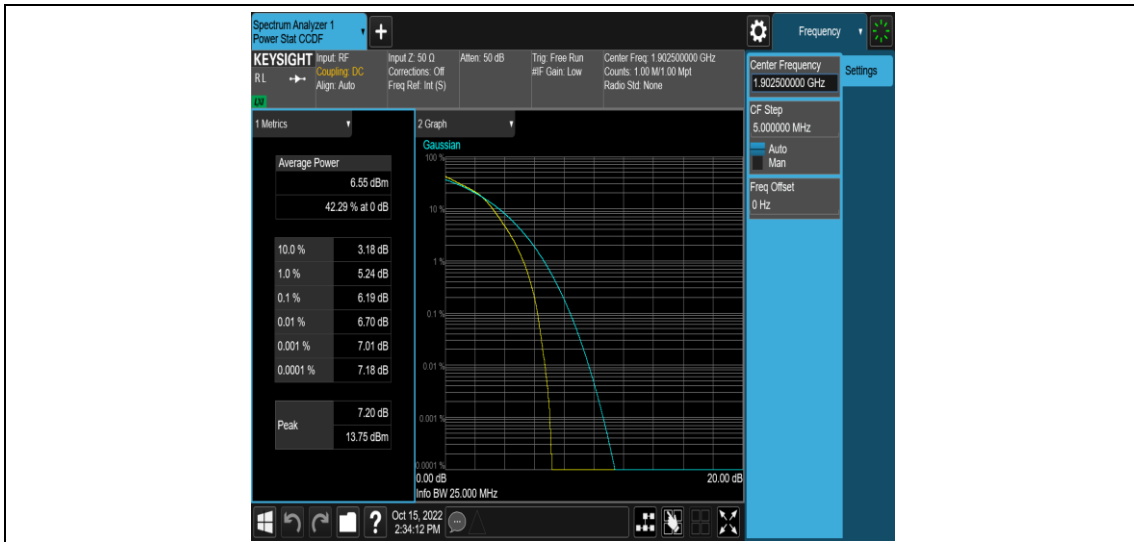 Spectrum Analyzer 1
Power Stat CCDF
Frequency
KEYSIGHT
RL
LXI
Input: RF
Coupling: DC
Align: Auto
Input Z: 50 Ω
Corrections: Off
Freq Ref: Int (S)
Atten: 50 dB
Trig: Free Run
#IF Gain: Low
Center Freq: 1.902500000 GHz
Counts: 1.00 M/1.00 Mpt
Radio Std: None
Center Frequency
1.902500000 GHz
Settings
CF Step
5.000000 MHz
Auto
Man
Freq Offset
0 Hz
1 Metrics
Average Power
6.55 dBm
42.29 % at 0 dB
10.0 % 3.18 dB
1.0 % 5.24 dB
0.1 % 6.19 dB
0.01 % 6.70 dB
0.001 % 7.01 dB
0.0001 % 7.18 dB
Peak 7.20 dB
13.75 dBm
2 Graph
Gaussian
100 %
10 %
1 %
0.1 %
0.01 %
0.001 %
0.0001 %
0.00 dB 20.00 dB
Info BW 25.000 MHz
?
Oct 15, 2022
2:34:12 PM